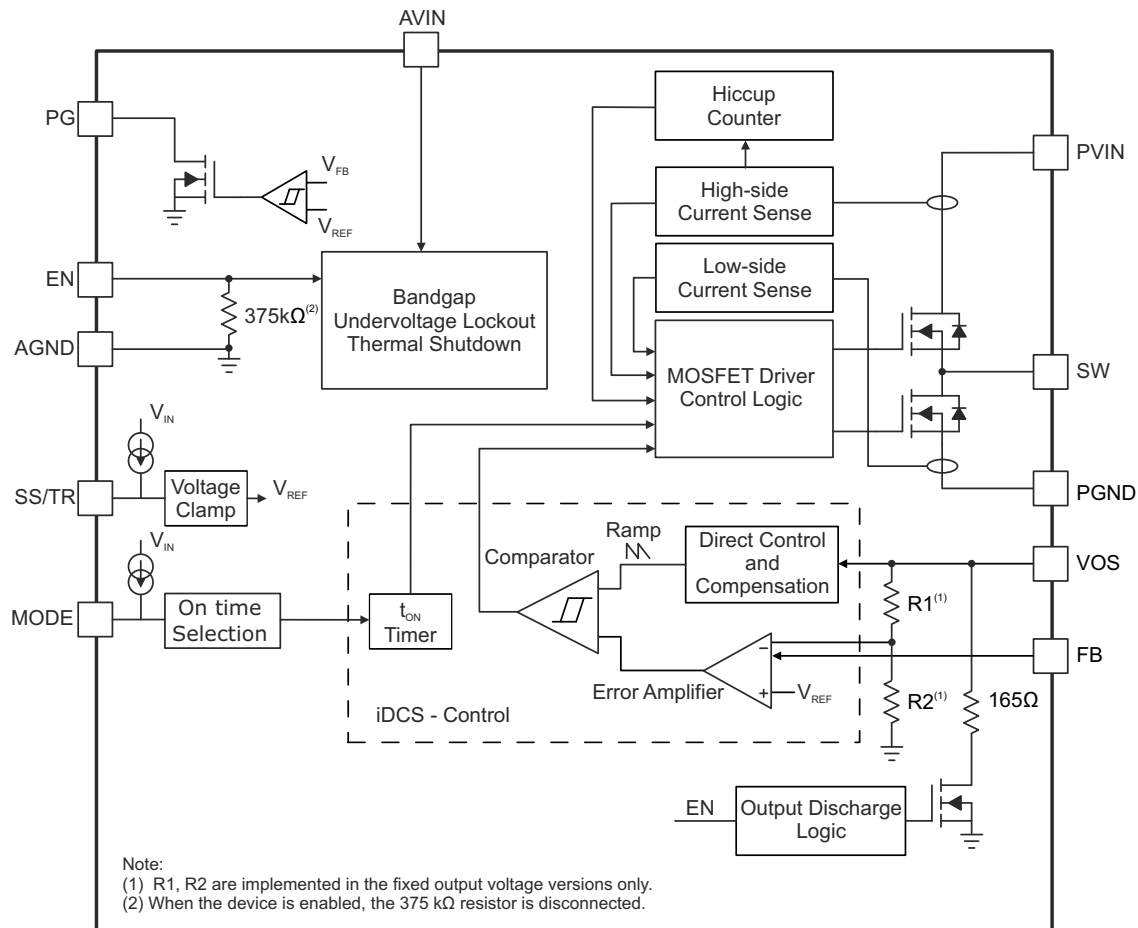 AVIN
PG
V_FB
V_REF
EN
375kΩ(2)
AGND
Bandgap
Undervoltage Lockout
Thermal Shutdown
Hiccup
Counter
High-side
Current Sense
Low-side
Current Sense
MOSFET Driver
Control Logic
PVIN
SW
PGND
V_IN
SS/TR
Voltage
Clamp
V_REF
V_IN
MODE
On time
Selection
t_ON
Timer
Comparator
Ramp
Direct Control
and
Compensation
VOS
R1(1)
FB
Error Amplifier
−
+
V_REF
R2(1)
165Ω
iDCS - Control
EN
Output Discharge
Logic
Note:
(1) R1, R2 are implemented in the fixed output voltage versions only.
(2) When the device is enabled, the 375 kΩ resistor is disconnected.